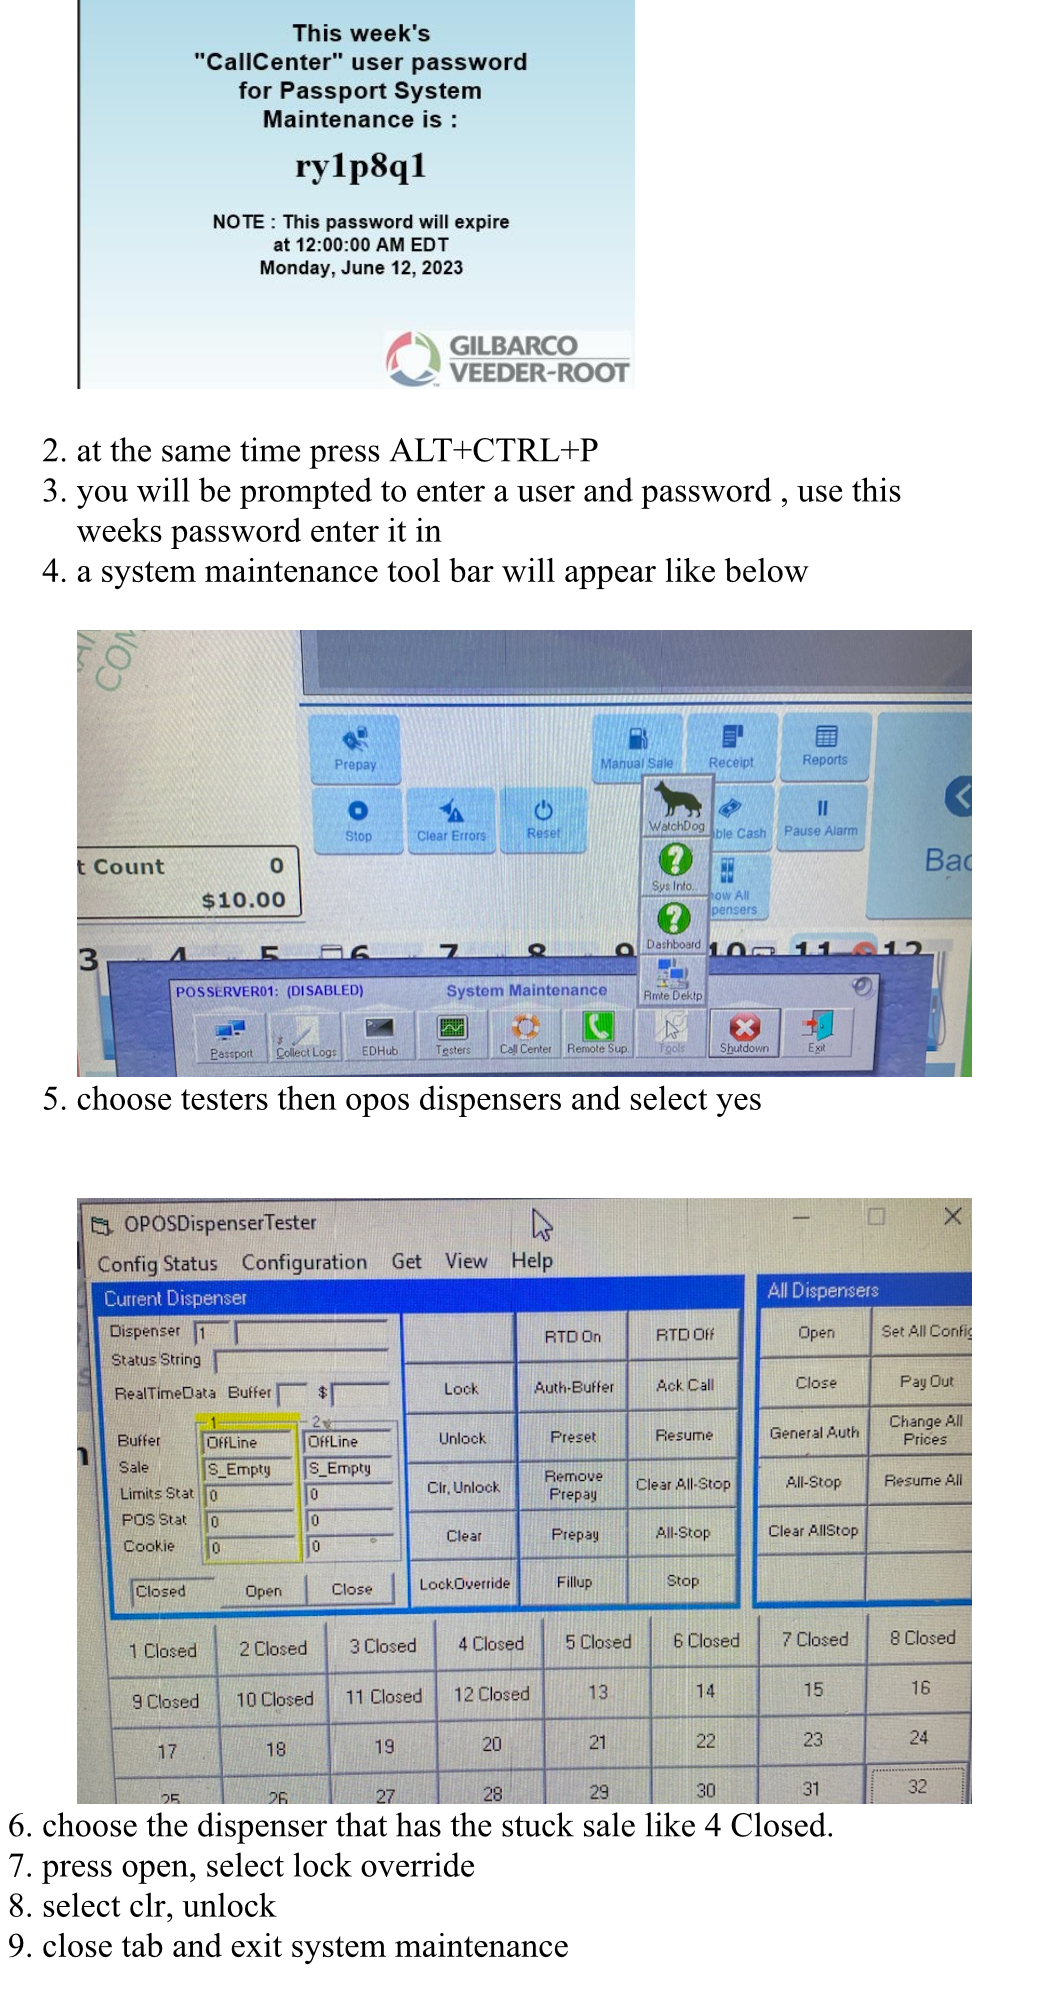 This week's
"CallCenter" user password
for Passport System
Maintenance is :
ry1p8q1
NOTE : This password will expire
at 12:00:00 AM EDT
Monday, June 12, 2023
GILBARCO
VEEDER-ROOT
2. at the same time press ALT+CTRL+P
3. you will be prompted to enter a user and password , use this
weeks password enter it in
4. a system maintenance tool bar will appear like below
CON
Prepay Manual Sale Receipt Reports
Stop Clear Errors Reset WatchDog ble Cash Pause Alarm
t Count 0 Sys Info.. ow All Bac
$10.00 pensers
3 4 5 6 7 8 9 Dashboard 10 11 12
POSSERVER01: (DISABLED) System Maintenance Rmte Dektp
Passport Collect Logs EDHub Testers Call Center Remote Sup. Tools Shutdown Exit
5. choose testers then opos dispensers and select yes
OPOSDispenserTester
Config Status Configuration Get View Help
Current Dispenser All Dispensers
Dispenser 1 RTD On RTD Off Open Set All Config
Status String
RealTimeData Buffer $ Lock Auth-Buffer Ack Call Close Pay Out
1 2
Buffer OffLine OffLine Unlock Preset Resume General Auth Change All Prices
Sale S_Empty S_Empty
Limits Stat 0 0 Clr, Unlock Remove Prepay Clear All-Stop All-Stop Resume All
POS Stat 0 0
Cookie 0 0 Clear Prepay All-Stop Clear AllStop
Closed Open Close LockOverride Fillup Stop
1 Closed 2 Closed 3 Closed 4 Closed 5 Closed 6 Closed 7 Closed 8 Closed
9 Closed 10 Closed 11 Closed 12 Closed 13 14 15 16
17 18 19 20 21 22 23 24
25 26 27 28 29 30 31 32
6. choose the dispenser that has the stuck sale like 4 Closed.
7. press open, select lock override
8. select clr, unlock
9. close tab and exit system maintenance